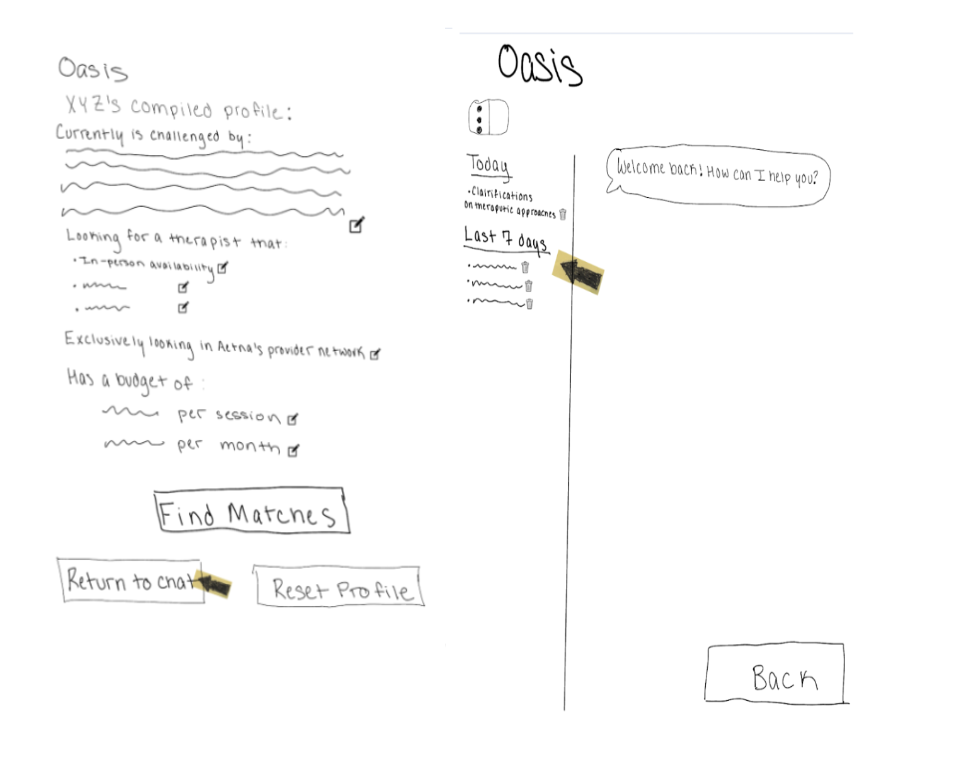 Oasis
XYZ's compiled profile:
Currently is challenged by:
Looking for a therapist that:
•In-person availability
Exclusively looking in Aetna's provider network
Has a budget of :
per session
per month
Find Matches
Return to chat
Reset Profile
Oasis
Today
•Clairifications
on theraputic approaches
Last 7 days
Welcome back! How can I help you?
Back